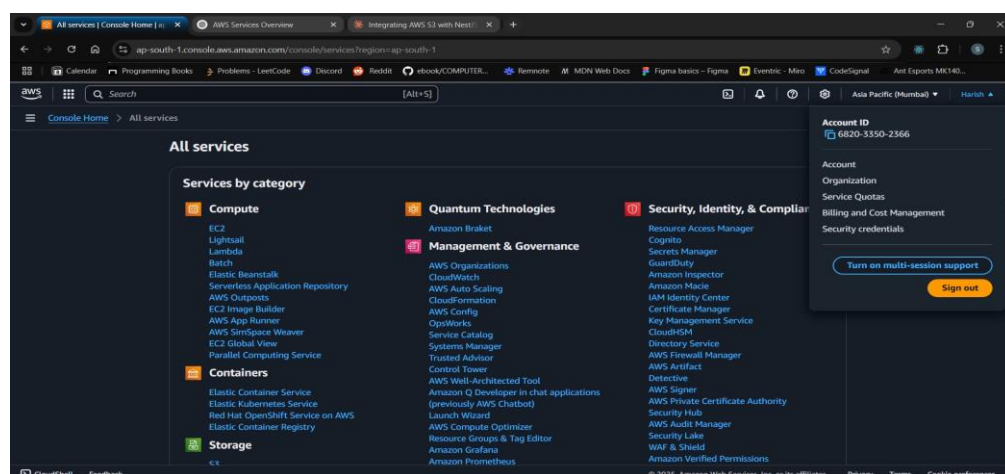 All services | Console Home | a
AWS Services Overview
Integrating AWS S3 with Nest
ap-south-1.console.aws.amazon.com/console/services?region=ap-south-1
Calendar
Programming Books
Problems - LeetCode
Discord
Reddit
ebook/COMPUTER...
Remnote
MDN Web Docs
Figma basics – Figma
Eventric - Miro
CodeSignal
Ant Esports MK140...
aws
Search
[Alt+S]
Asia Pacific (Mumbai)
Harish
Console Home > All services
Account ID
6820-3350-2366
Account
Organization
Service Quotas
Billing and Cost Management
Security credentials
Turn on multi-session support
Sign out
All services
Services by category
Compute
EC2
Lightsail
Lambda
Batch
Elastic Beanstalk
Serverless Application Repository
AWS Outposts
EC2 Image Builder
AWS App Runner
AWS SimSpace Weaver
EC2 Global View
Parallel Computing Service
Containers
Elastic Container Service
Elastic Kubernetes Service
Red Hat OpenShift Service on AWS
Elastic Container Registry
Storage
S3
Quantum Technologies
Amazon Braket
Management & Governance
AWS Organizations
CloudWatch
AWS Auto Scaling
CloudFormation
AWS Config
OpsWorks
Service Catalog
Systems Manager
Trusted Advisor
Control Tower
AWS Well-Architected Tool
Amazon Q Developer in chat applications
(previously AWS Chatbot)
Launch Wizard
AWS Compute Optimizer
Resource Groups & Tag Editor
Amazon Grafana
Amazon Prometheus
Security, Identity, & Complian
Resource Access Manager
Cognito
Secrets Manager
GuardDuty
Amazon Inspector
Amazon Macie
IAM Identity Center
Certificate Manager
Key Management Service
CloudHSM
Directory Service
AWS Firewall Manager
AWS Artifact
Detective
AWS Signer
AWS Private Certificate Authority
Security Hub
AWS Audit Manager
Security Lake
WAF & Shield
Amazon Verified Permissions
CloudShell
Feedback
Privacy
Terms
Cookie preferences